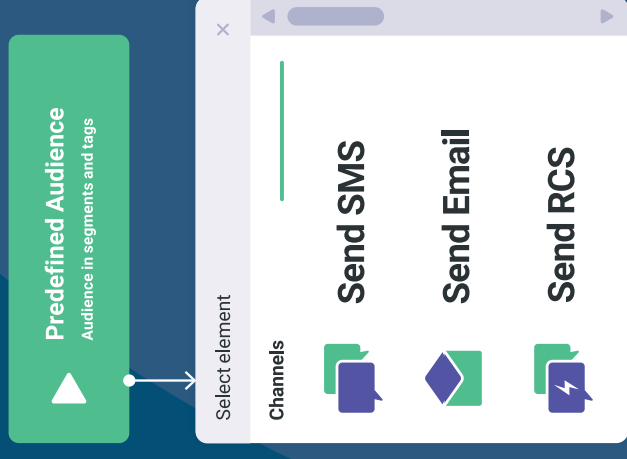 Predefined Audience
Audience in segments and tags
Select element
Channels
Send SMS
Send Email
Send RCS